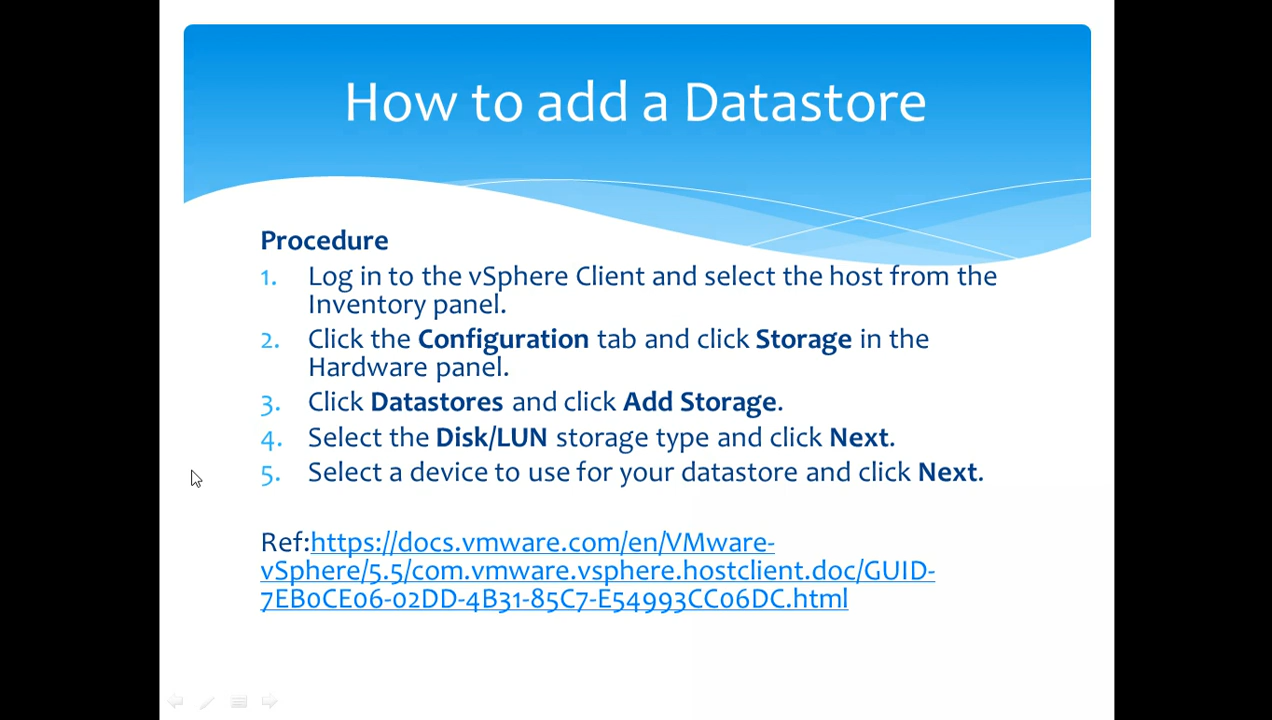 How to add a Datastore
Procedure
1. Log in to the vSphere Client and select the host from the
Inventory panel.
2. Click the Configuration tab and click Storage in the
Hardware panel.
3. Click Datastores and click Add Storage.
4. Select the Disk/LUN storage type and click Next.
5. Select a device to use for your datastore and click Next.
Ref:https://docs.vmware.com/en/VMware-
vSphere/5.5/com.vmware.vsphere.hostclient.doc/GUID-
7EB0CE06-02DD-4B31-85C7-E54993CC06DC.html